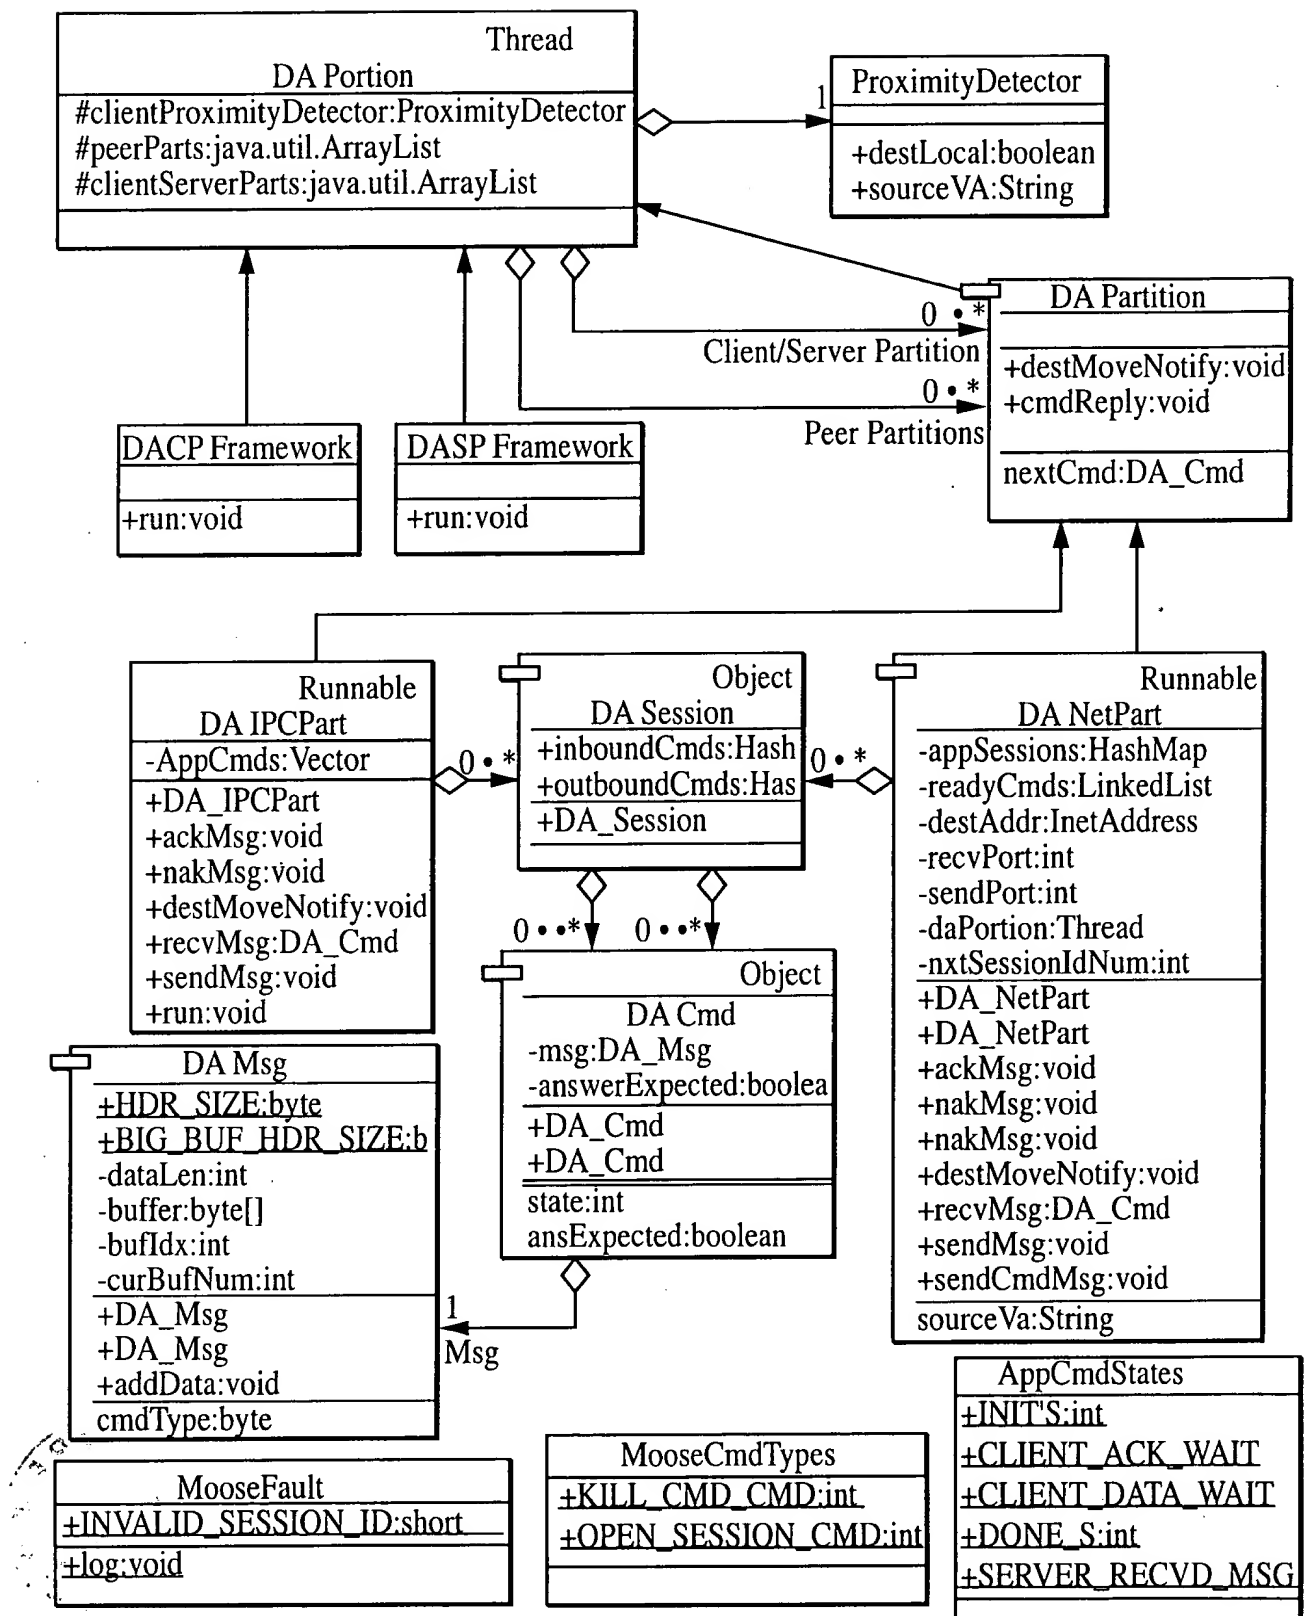 Thread
DA Portion
#clientProximityDetector:ProximityDetector
#peerParts:java.util.ArrayList
#clientServerParts:java.util.ArrayList
1
ProximityDetector
+destLocal:boolean
+sourceVA:String
DA Partition
+destMoveNotify:void
+cmdReply:void
nextCmd:DA_Cmd
0 • *
Client/Server Partition
0 • *
Peer Partitions
DACP Framework
+run:void
DASP Framework
+run:void
Runnable
DA IPCPart
-AppCmds:Vector
+DA_IPCPart
+ackMsg:void
+nakMsg:void
+destMoveNotify:void
+recvMsg:DA_Cmd
+sendMsg:void
+run:void
0 • *
Object
DA Session
+inboundCmds:Hash
+outboundCmds:Has
+DA_Session
0 • *
Runnable
DA NetPart
-appSessions:HashMap
-readyCmds:LinkedList
-destAddr:InetAddress
-recvPort:int
-sendPort:int
-daPortion:Thread
-nxtSessionIdNum:int
+DA_NetPart
+DA_NetPart
+ackMsg:void
+nakMsg:void
+nakMsg:void
+destMoveNotify:void
+recvMsg:DA_Cmd
+sendMsg:void
+sendCmdMsg:void
sourceVa:String
0 • •* 0 • •*
Object
DA Cmd
-msg:DA_Msg
-answerExpected:boolea
+DA_Cmd
+DA_Cmd
state:int
ansExpected:boolean
DA Msg
+HDR_SIZE:byte
+BIG_BUF_HDR_SIZE:b
-dataLen:int
-buffer:byte[]
-bufIdx:int
-curBufNum:int
+DA_Msg
+DA_Msg
+addData:void
cmdType:byte
1
Msg
MooseFault
+INVALID_SESSION_ID:short
+log:void
MooseCmdTypes
+KILL_CMD_CMD:int
+OPEN_SESSION_CMD:int
AppCmdStates
+INIT'S:int
+CLIENT_ACK_WAIT
+CLIENT_DATA_WAIT
+DONE_S:int
+SERVER_RECVD_MSG